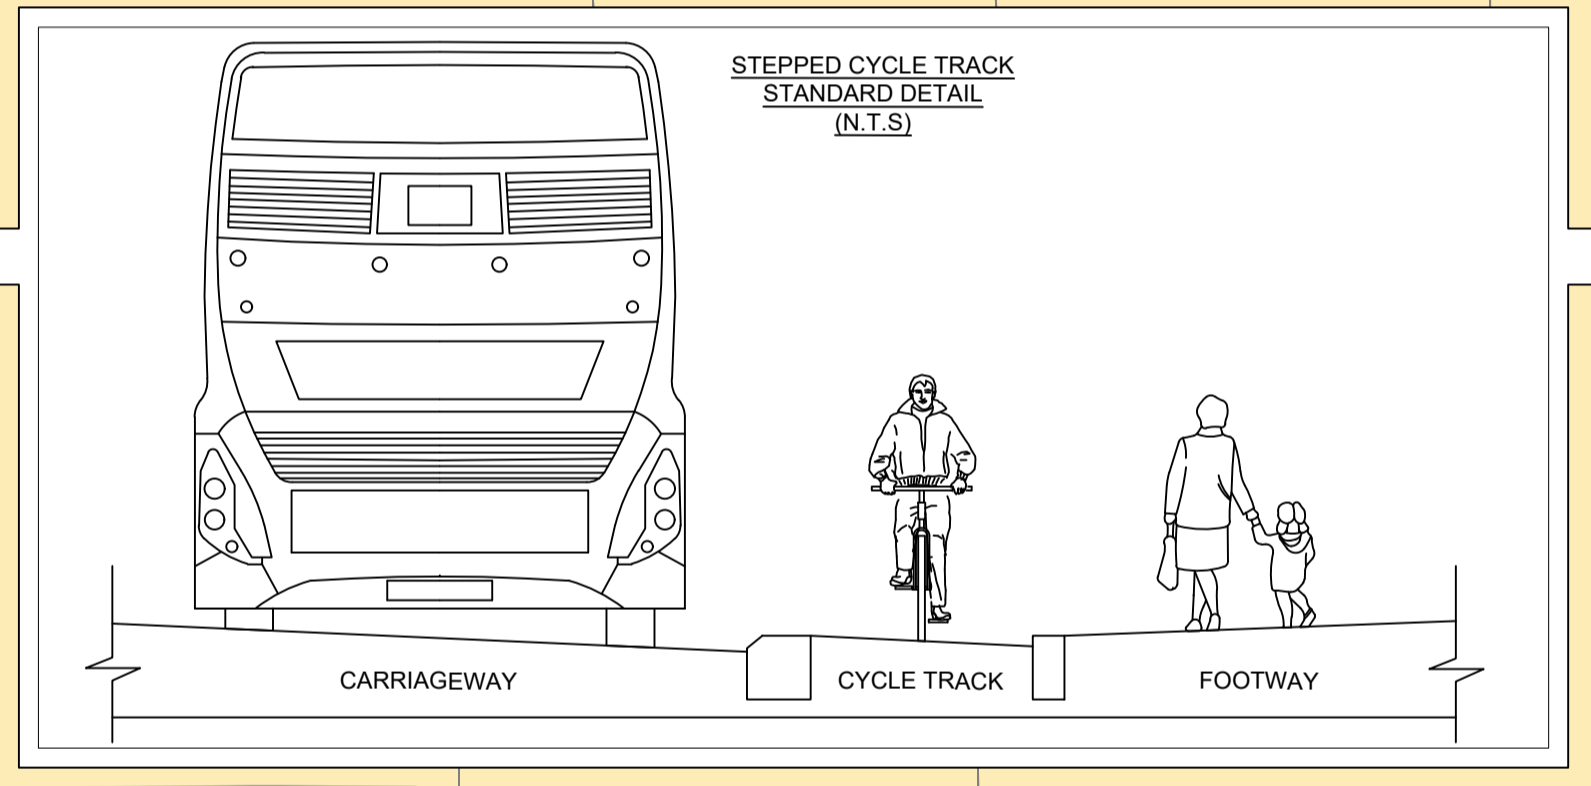 STEPPED CYCLE TRACK
STANDARD DETAIL
(N.T.S)
CARRIAGEWAY
CYCLE TRACK
FOOTWAY